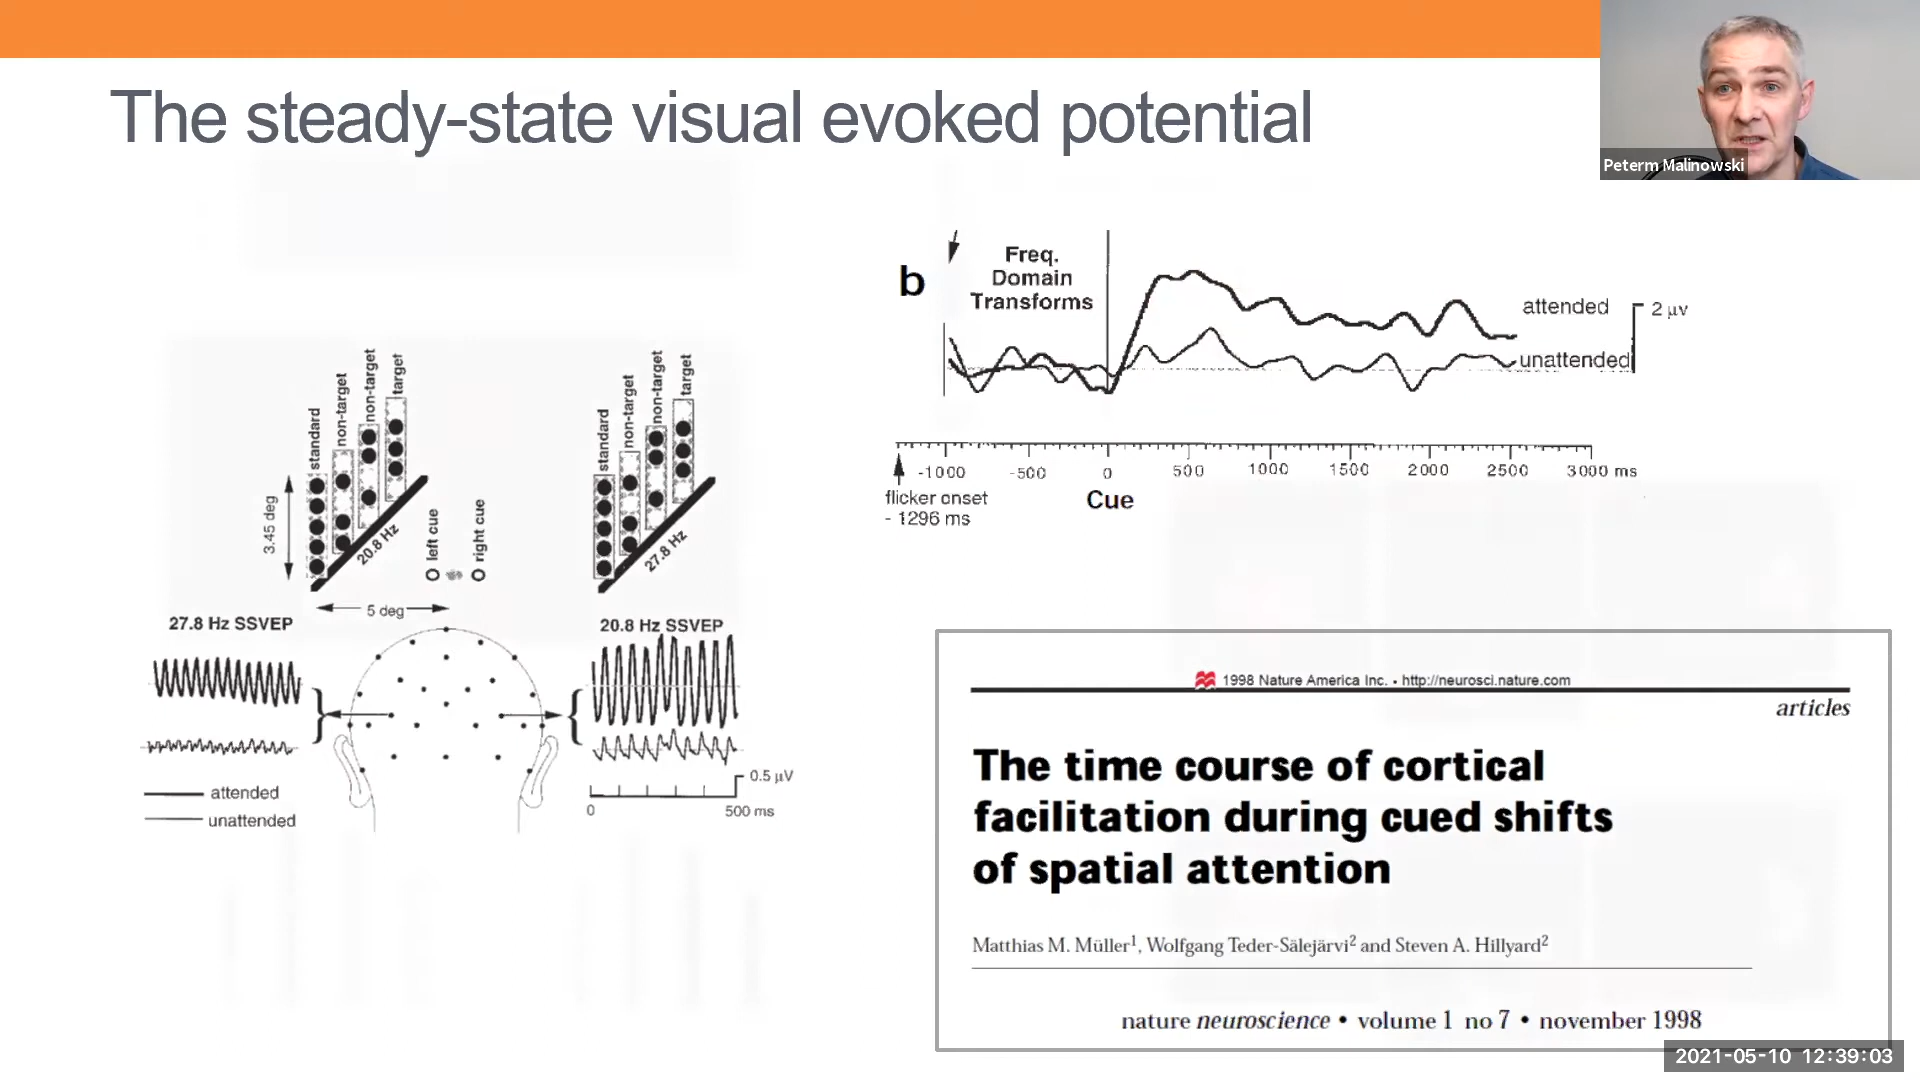 The steady-state visual evoked potential
Peterm Malinowski
standard
non-target
non-target
target
3.45 deg
20.8 Hz
left cue
right cue
standard
non-target
non-target
target
27.8 Hz
5 deg
27.8 Hz SSVEP
20.8 Hz SSVEP
attended
unattended
0.5 μV
0
500 ms
b
Freq.
Domain
Transforms
attended
2 μv
unattended
-1000
-500
0
500
1000
1500
2000
2500
3000 ms
flicker onset
- 1296 ms
Cue
1998 Nature America Inc. • http://neurosci.nature.com
articles
The time course of cortical
facilitation during cued shifts
of spatial attention
Matthias M. Müller1, Wolfgang Teder-Sälejärvi2 and Steven A. Hillyard2
nature neuroscience • volume 1 no 7 • november 1998
2021-05-10 12:39:03